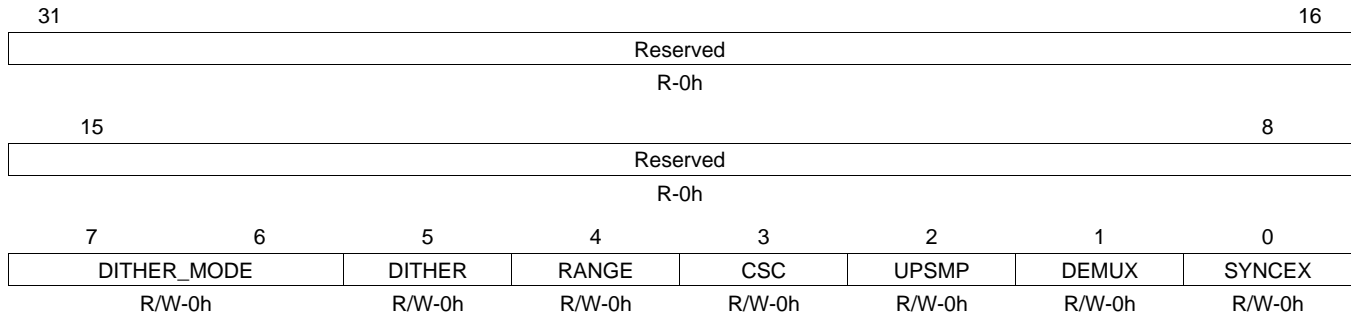 31 16
Reserved
R-0h
15 8
Reserved
R-0h
7 6 5 4 3 2 1 0
DITHER_MODE DITHER RANGE CSC UPSMP DEMUX SYNCEX
R/W-0h R/W-0h R/W-0h R/W-0h R/W-0h R/W-0h R/W-0h